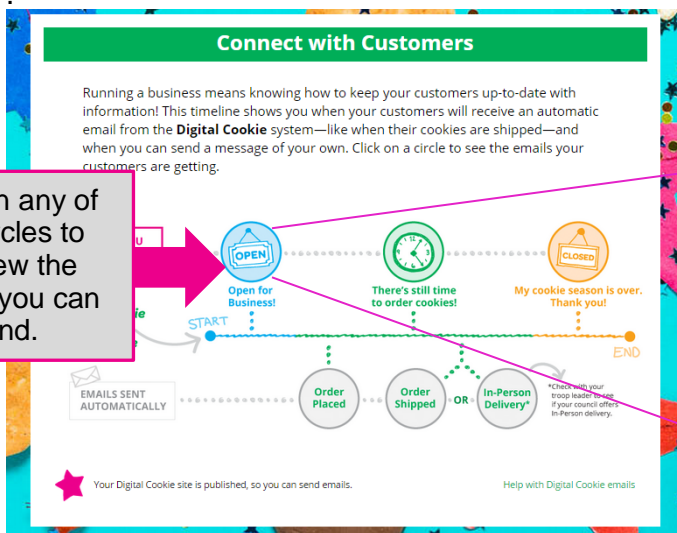 Connect with Customers
Running a business means knowing how to keep your customers up-to-date with
information! This timeline shows you when your customers will receive an automatic
email from the Digital Cookie system—like when their cookies are shipped—and
when you can send a message of your own. Click on a circle to see the emails your
customers are getting.
any of
cles to
ew the
you can
nd.
U
OPEN
CLOSED
Open for
Business!
There's still time
to order cookies!
My cookie season is over.
Thank you!
ie
START
END
EMAILS SENT
AUTOMATICALLY
Order
Placed
Order
Shipped
OR
In-Person
Delivery*
*Check with your
troop leader to see
if your council offers
In-Person delivery.
Your Digital Cookie site is published, so you can send emails.
Help with Digital Cookie emails